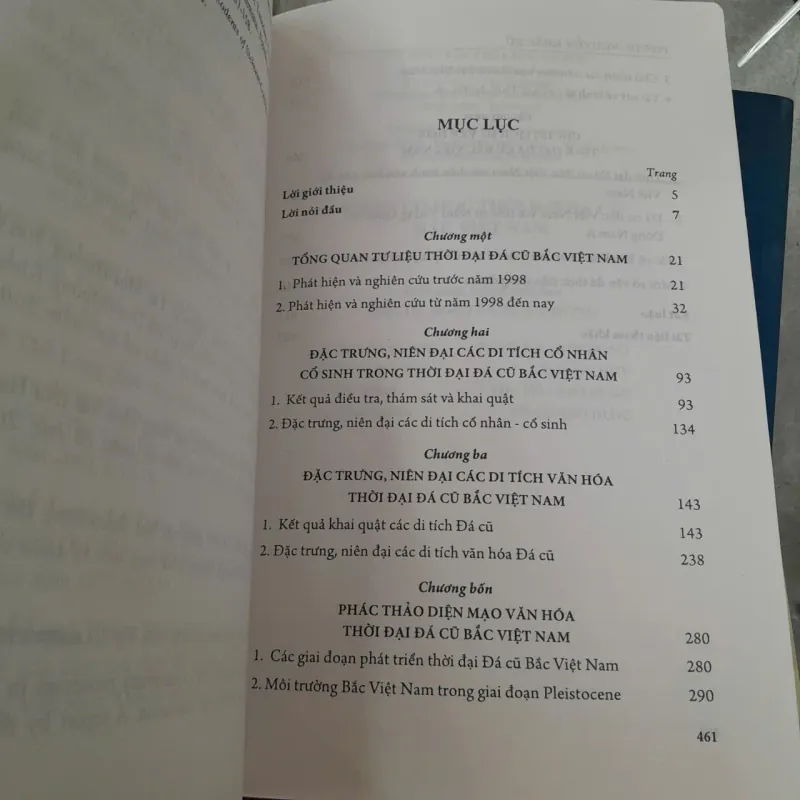 MỤC LỤC
Trang
Lời giới thiệu 5
Lời nói đầu 7
Chương một
TỔNG QUAN TƯ LIỆU THỜI ĐẠI ĐÁ CŨ BẮC VIỆT NAM 21
1. Phát hiện và nghiên cứu trước năm 1998 21
2. Phát hiện và nghiên cứu từ năm 1998 đến nay 32
Chương hai
ĐẶC TRƯNG, NIÊN ĐẠI CÁC DI TÍCH CỔ NHÂN
CỔ SINH TRONG THỜI ĐẠI ĐÁ CŨ BẮC VIỆT NAM 93
1. Kết quả điều tra, thám sát và khai quật 93
2. Đặc trưng, niên đại các di tích cổ nhân - cổ sinh 134
Chương ba
ĐẶC TRƯNG, NIÊN ĐẠI CÁC DI TÍCH VĂN HÓA
THỜI ĐẠI ĐÁ CŨ BẮC VIỆT NAM 143
1. Kết quả khai quật các di tích Đá cũ 143
2. Đặc trưng, niên đại các di tích văn hóa Đá cũ 238
Chương bốn
PHÁC THẢO DIỆN MẠO VĂN HÓA
THỜI ĐẠI ĐÁ CŨ BẮC VIỆT NAM 280
1. Các giai đoạn phát triển thời đại Đá cũ Bắc Việt Nam 280
2. Môi trường Bắc Việt Nam trong giai đoạn Pleistocene 290
461